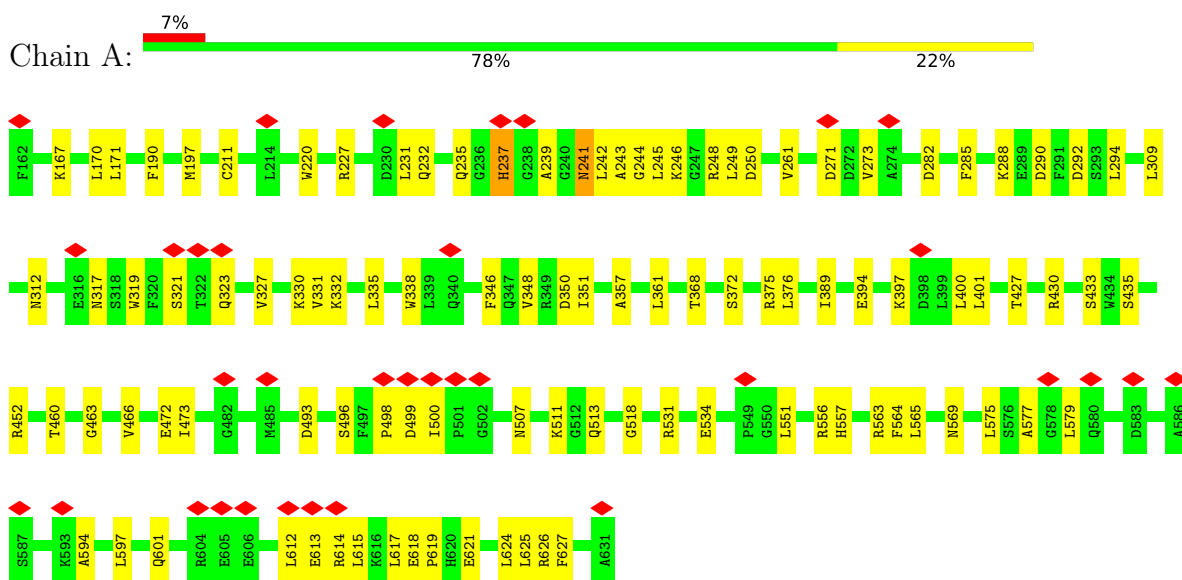 7%
Chain A:
78% 22%
F162 K167 L170 L171 F190 M197 C211 L214 W220 R227 D230 L231 Q232 Q235 G236 H237 G238 A239 G240 N241 L242 A243 G244 L245 K246 G247 R248 L249 D250 V261 D271 D272 V273 A274 D282 F285 K288 E289 D290 F291 D292 S293 L294 L309
N312 E316 N317 S318 W319 F320 S321 T322 Q323 V327 K330 V331 K332 L335 W338 L339 Q340 F346 Q347 V348 R349 D350 I351 A357 L361 T368 S372 R375 L376 I389 E394 K397 D398 L399 L400 L401 T427 R430 S433 W434 S435
R452 T460 G463 V466 E472 I473 G482 M485 D493 S496 F497 P498 D499 I500 P501 G502 N507 K511 G512 Q513 G518 R531 E534 P549 G550 L551 R556 H557 R563 F564 L565 N569 L575 S576 A577 G578 L579 Q580 D583 A586
S587 K593 A594 L597 Q601 R604 E605 E606 L612 E613 R614 L615 K616 L617 E618 P619 H620 E621 L624 L625 R626 F627 A631